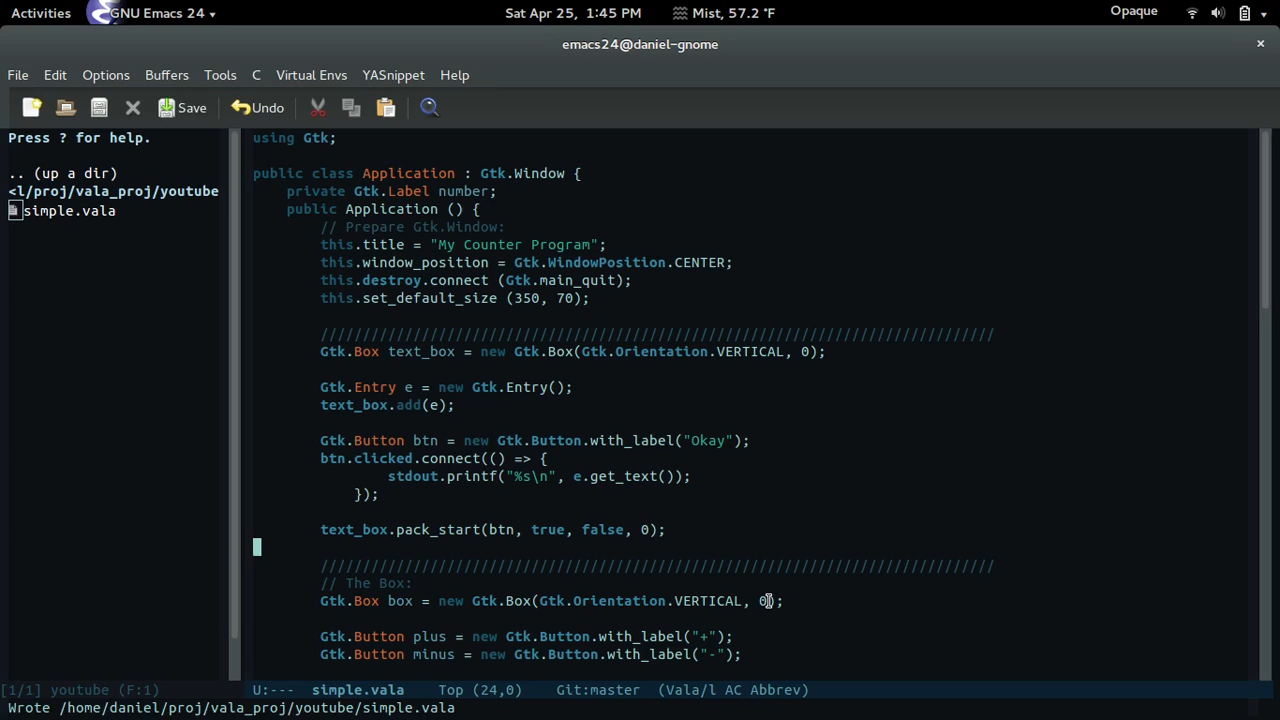 Activities GNU Emacs 24 Sat Apr 25, 1:45 PM Mist, 57.2 °F Opaque
emacs24@daniel-gnome ×
File Edit Options Buffers Tools C Virtual Envs YASnippet Help
Save Undo
Press ? for help.
.. (up a dir)
<l/proj/vala_proj/youtube
simple.vala
using Gtk;
public class Application : Gtk.Window {
private Gtk.Label number;
public Application () {
// Prepare Gtk.Window:
this.title = "My Counter Program";
this.window_position = Gtk.WindowPosition.CENTER;
this.destroy.connect (Gtk.main_quit);
this.set_default_size (350, 70);
////////////////////////////////////////////////////////////////////////////////
Gtk.Box text_box = new Gtk.Box(Gtk.Orientation.VERTICAL, 0);
Gtk.Entry e = new Gtk.Entry();
text_box.add(e);
Gtk.Button btn = new Gtk.Button.with_label("Okay");
btn.clicked.connect(() => {
stdout.printf("%s\n", e.get_text());
});
text_box.pack_start(btn, true, false, 0);
////////////////////////////////////////////////////////////////////////////////
// The Box:
Gtk.Box box = new Gtk.Box(Gtk.Orientation.VERTICAL, 0);
Gtk.Button plus = new Gtk.Button.with_label("+");
Gtk.Button minus = new Gtk.Button.with_label("-");
[1/1] youtube (F:1)
U:--- simple.vala Top (24,0) Git:master (Vala/l AC Abbrev)
Wrote /home/daniel/proj/vala_proj/youtube/simple.vala